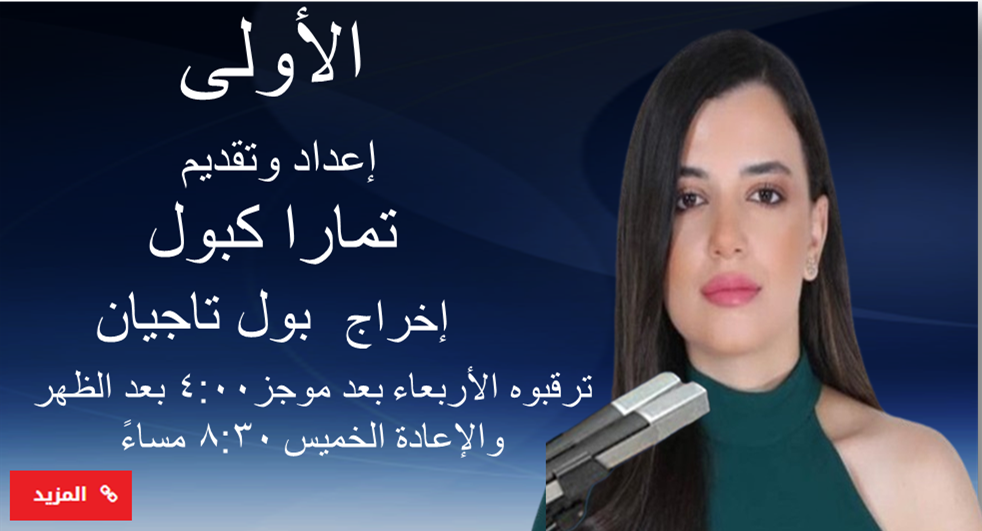 الأولى
إعداد وتقديم
تمارا كبول
إخراج بول تاجيان
ترقبوه الأربعاء بعد موجز ٤:٠٠ بعد الظهر
والإعادة الخميس ٨:٣٠ مساءً
المزيد